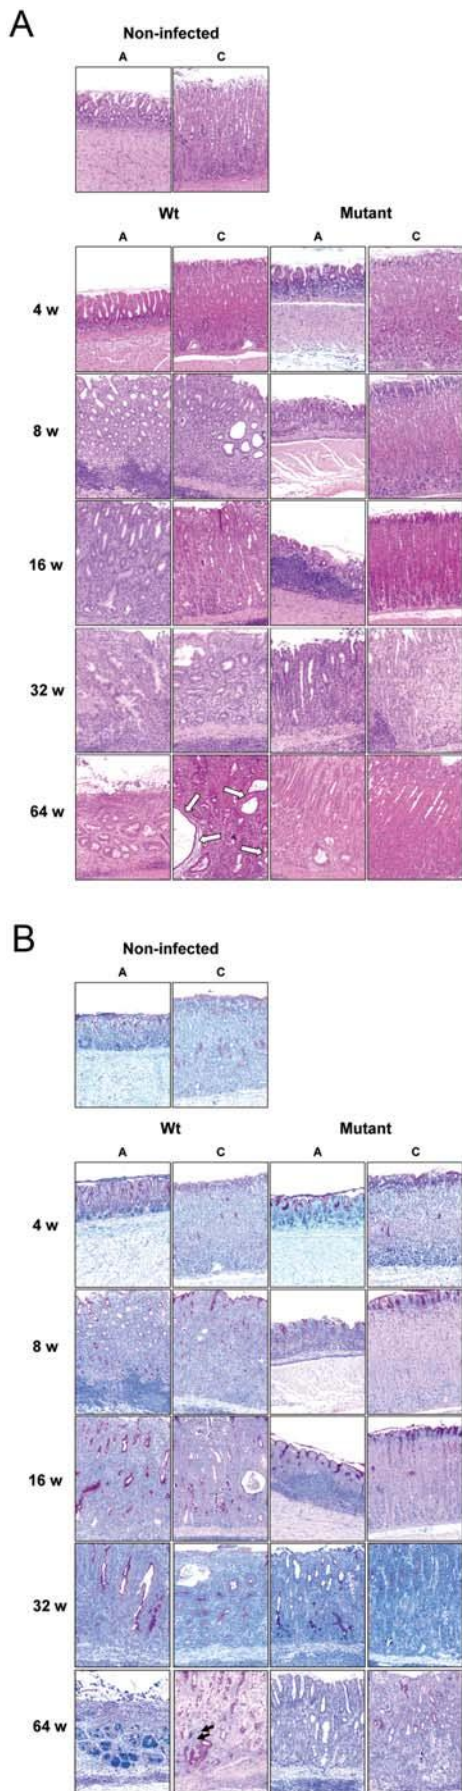 A
Non-infected
A C
Wt Mutant
A C A C
4 w
8 w
16 w
32 w
64 w
B
Non-infected
A C
Wt Mutant
A C A C
4 w
8 w
16 w
32 w
64 w